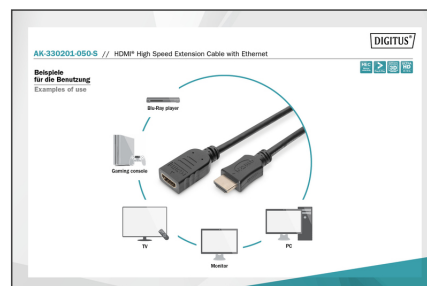 DIGITUS®
AK-330201-050-S // HDMI® High Speed Extension Cable with Ethernet
Beispiele
für die Benutzung
Examples of use
Blu-Ray player
Gaming console
TV
Monitor
PC